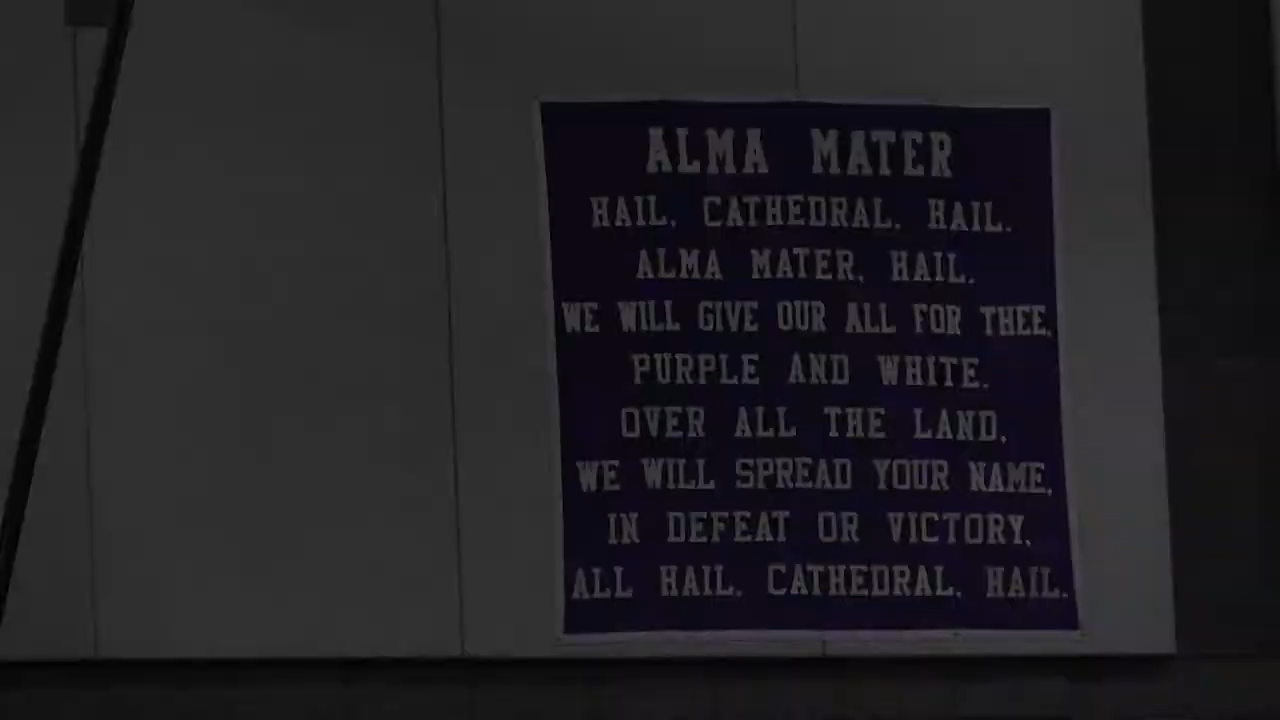 ALMA MATER
HAIL, CATHEDRAL, HAIL.
ALMA MATER, HAIL.
WE WILL GIVE OUR ALL FOR THEE,
PURPLE AND WHITE.
OVER ALL THE LAND,
WE WILL SPREAD YOUR NAME,
IN DEFEAT OR VICTORY,
ALL HAIL, CATHEDRAL, HAIL.